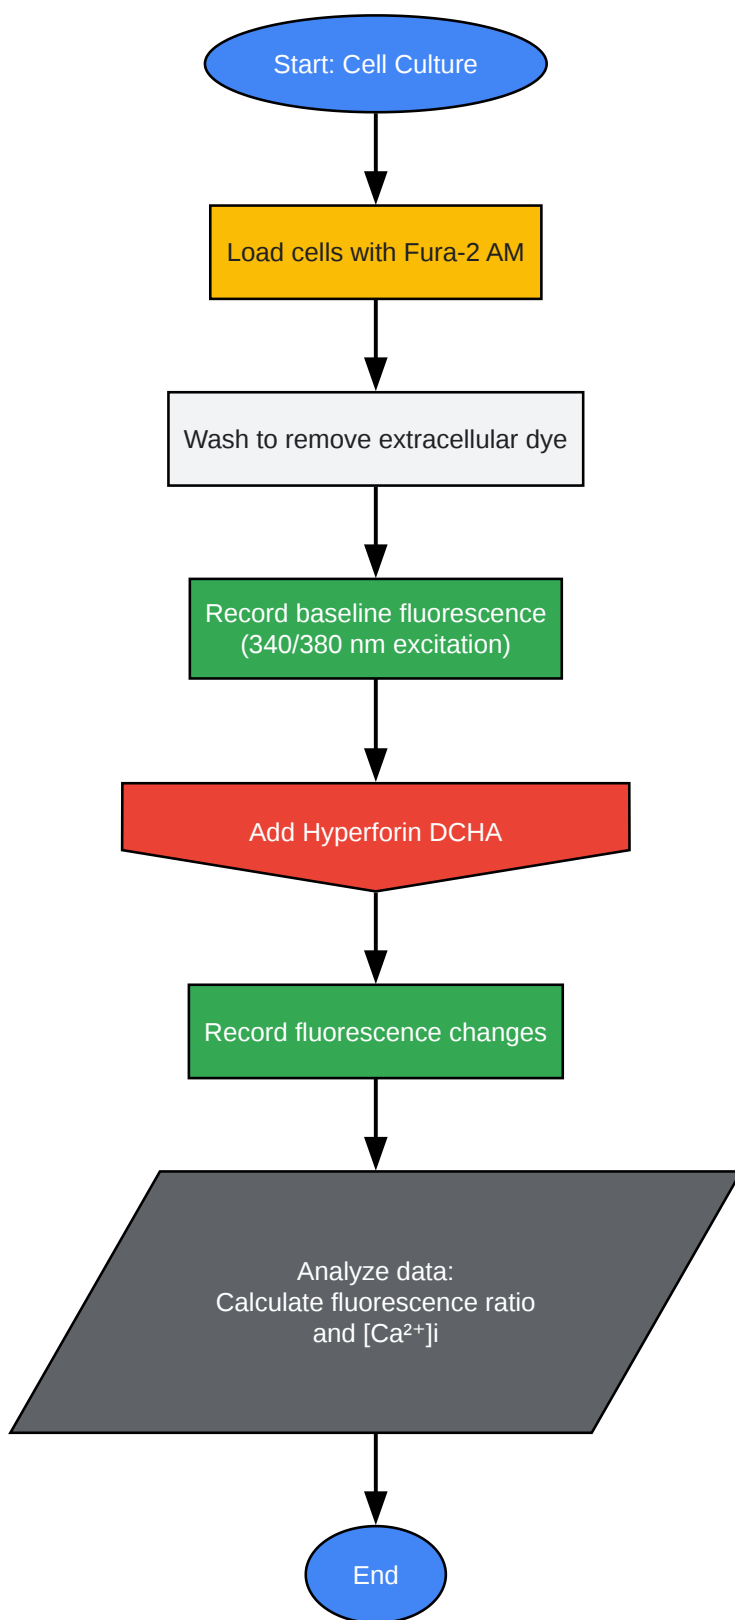 Start: Cell Culture
Load cells with Fura-2 AM
Wash to remove extracellular dye
Record baseline fluorescence
(340/380 nm excitation)
Add Hyperforin DCHA
Record fluorescence changes
Analyze data:
Calculate fluorescence ratio
and [Ca²⁺]i
End